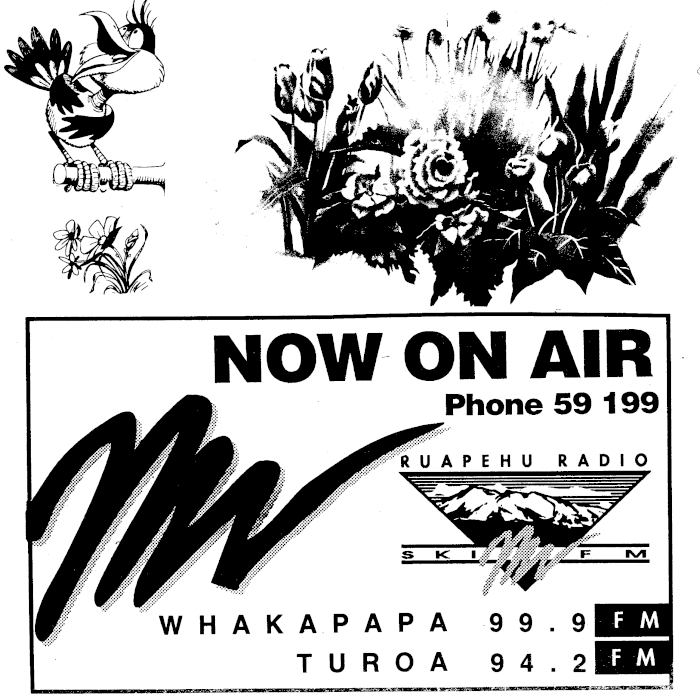 NOW ON AIR
Phone 59 199
RUAPEHU RADIO
SKI FM
WHAKAPAPA 99.9 FM
TUROA 94.2 FM